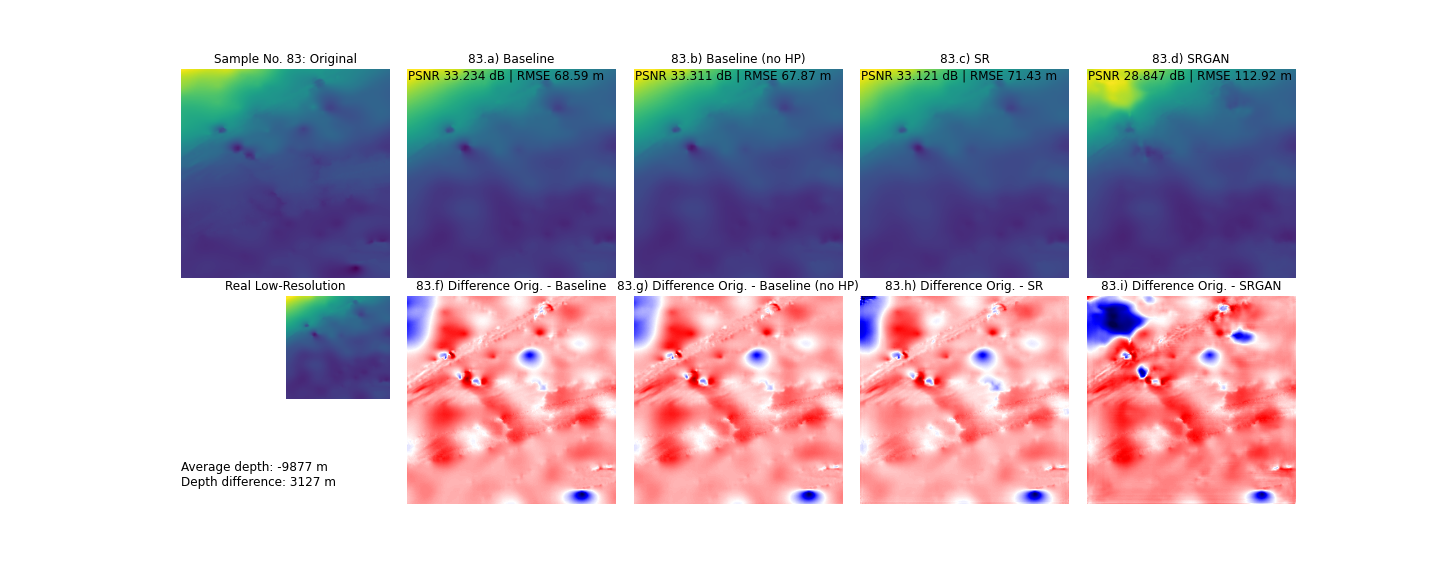 Sample No. 83: Original
83.a) Baseline
83.b) Baseline (no HP)
83.c) SR
83.d) SRGAN
PSNR 33.234 dB | RMSE 68.59 m
PSNR 33.311 dB | RMSE 67.87 m
PSNR 33.121 dB | RMSE 71.43 m
PSNR 28.847 dB | RMSE 112.92 m
Real Low-Resolution
83.f) Difference Orig. - Baseline
83.g) Difference Orig. - Baseline (no HP)
83.h) Difference Orig. - SR
83.i) Difference Orig. - SRGAN
Average depth: -9877 m
Depth difference: 3127 m